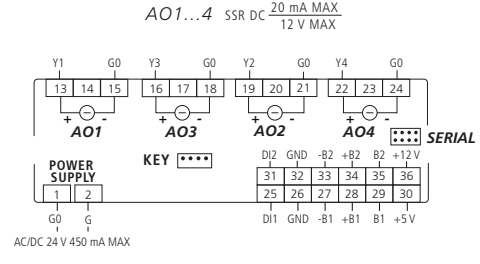 AO1...4 SSR DC 20 mA MAX
12 V MAX
Y1 G0 Y3 G0 Y2 G0 Y4 G0
13 14 15 16 17 18 19 20 21 22 23 24
+ - + - + - + -
AO1 AO3 AO2 AO4 SERIAL
POWER SUPPLY
KEY
DI2 GND -B2 +B2 B2 +12 V
31 32 33 34 35 36
1 2 25 26 27 28 29 30
G0 G DI1 GND -B1 +B1 B1 +5 V
AC/DC 24 V 450 mA MAX